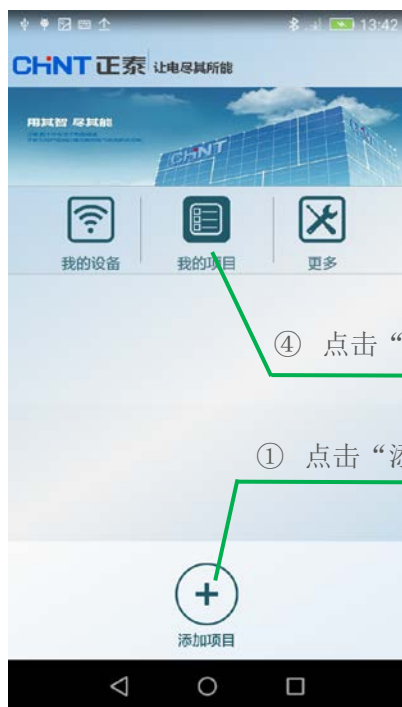 13:42
CHNT 正泰 让电尽其所能
用其智 尽其能
CHNT
我的设备
我的项目
更多
④ 点击“
① 点击“添
添加项目